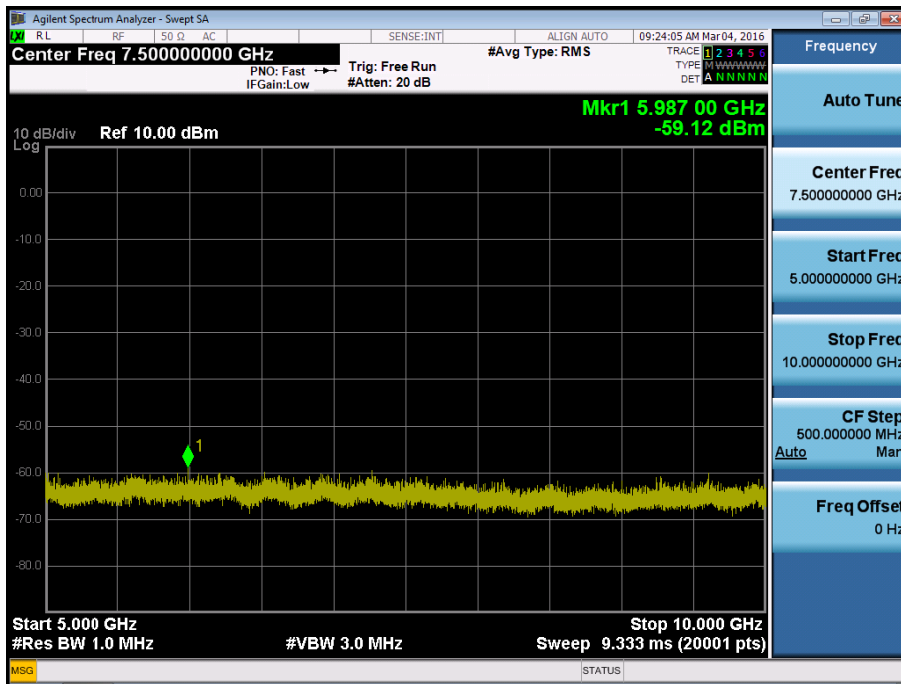 Agilent Spectrum Analyzer - Swept SA
LXI RL RF 50 Ω AC SENSE:INT ALIGN AUTO 09:24:05 AM Mar 04, 2016
Center Freq 7.500000000 GHz
PNO: Fast
IFGain:Low
Trig: Free Run
#Atten: 20 dB
#Avg Type: RMS
TRACE 1 2 3 4 5 6
TYPE M WWWWW
DET A N N N N N
Mkr1 5.987 00 GHz
-59.12 dBm
10 dB/div Ref 10.00 dBm
Log
0.00
-10.0
-20.0
-30.0
-40.0
-50.0
1
-60.0
-70.0
-80.0
Start 5.000 GHz Stop 10.000 GHz
#Res BW 1.0 MHz #VBW 3.0 MHz Sweep 9.333 ms (20001 pts)
MSG STATUS
Frequency
Auto Tune
Center Freq
7.500000000 GHz
Start Freq
5.000000000 GHz
Stop Freq
10.000000000 GHz
CF Step
500.000000 MHz
Auto Man
Freq Offset
0 Hz